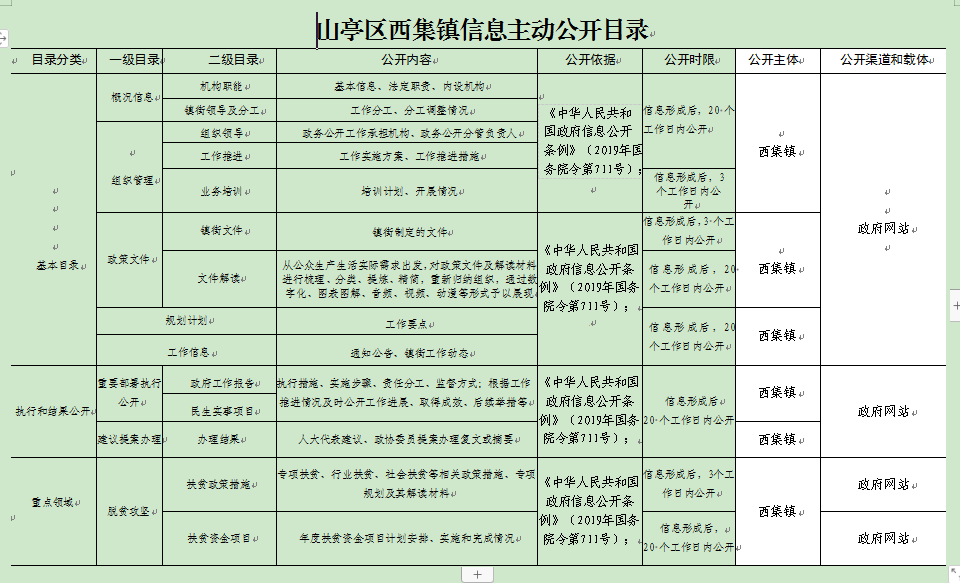 山亭区西集镇信息主动公开目录
目录分类 一级目录 二级目录 公开内容 公开依据 公开时限 公开主体 公开渠道和载体
基本目录
概况信息
机构职能
基本信息、法定职责、内设机构
镇街领导及分工
工作分工、分工调整情况
组织管理
组织领导
政务公开工作承担机构、政务公开分管负责人
工作推进
工作实施方案、工作推进措施
业务培训
培训计划、开展情况
《中华人民共和
国政府信息公开
条例》（2019年国
务院令第711号）；
信息形成后，20个
工作日内公开
信息形成后，3
个工作日内公
开
西集镇
政府网站
政策文件
镇街文件
镇街制定的文件
文件解读
从公众生产生活实际需求出发,对政策文件及解读材料
进行梳理、分类、提炼、精简，重新归纳组织，通过数
字化、图表图解、音频、视频、动漫等形式予以展现
规划计划
工作要点
工作信息
通知公告、镇街工作动态
《中华人民共和国
政府信息公开条
例》（2019年国务
院令第711号）；
信息形成后,3个工
作日内公开
信息形成后，20
个工作日内公开
信息形成后，20
个工作日内公开
西集镇
西集镇
执行和结果公开
重要部署执行
公开
政府工作报告
民生实事项目
执行措施、实施步骤、责任分工、监督方式；根据工作
推进情况及时公开工作进展、取得成效、后续举措等
建议提案办理
办理结果
人大代表建议、政协委员提案办理复文或摘要
《中华人民共和国
政府信息公开条
例》（2019年国务
院令第711号）；
信息形成后
20个工作日内公开
西集镇
西集镇
政府网站
重点领域
脱贫攻坚
扶贫政策措施
专项扶贫、行业扶贫、社会扶贫等相关政策措施、专项
规划及其解读材料
扶贫资金项目
年度扶贫资金项目计划安排、实施和完成情况
《中华人民共和国
政府信息公开条
例》（2019年国务
院令第711号）；
信息形成后，3个工
作日内公开
信息形成后，
20个工作日内公开
西集镇
政府网站
政府网站